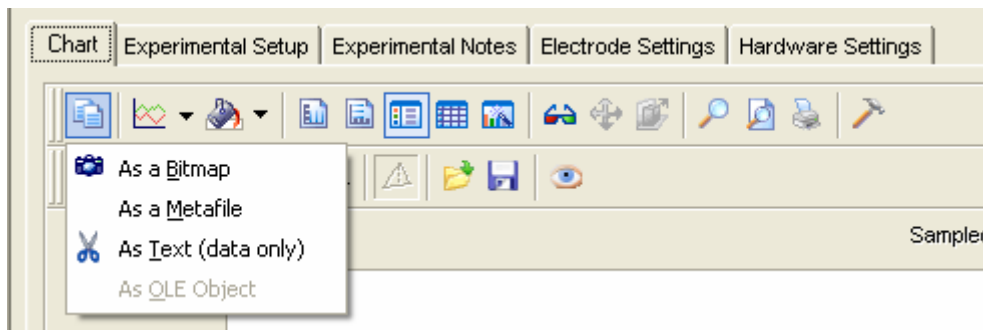 Chart Experimental Setup Experimental Notes Electrode Settings Hardware Settings
As a Bitmap
As a Metafile
As Text (data only)
Sampled
As OLE Object